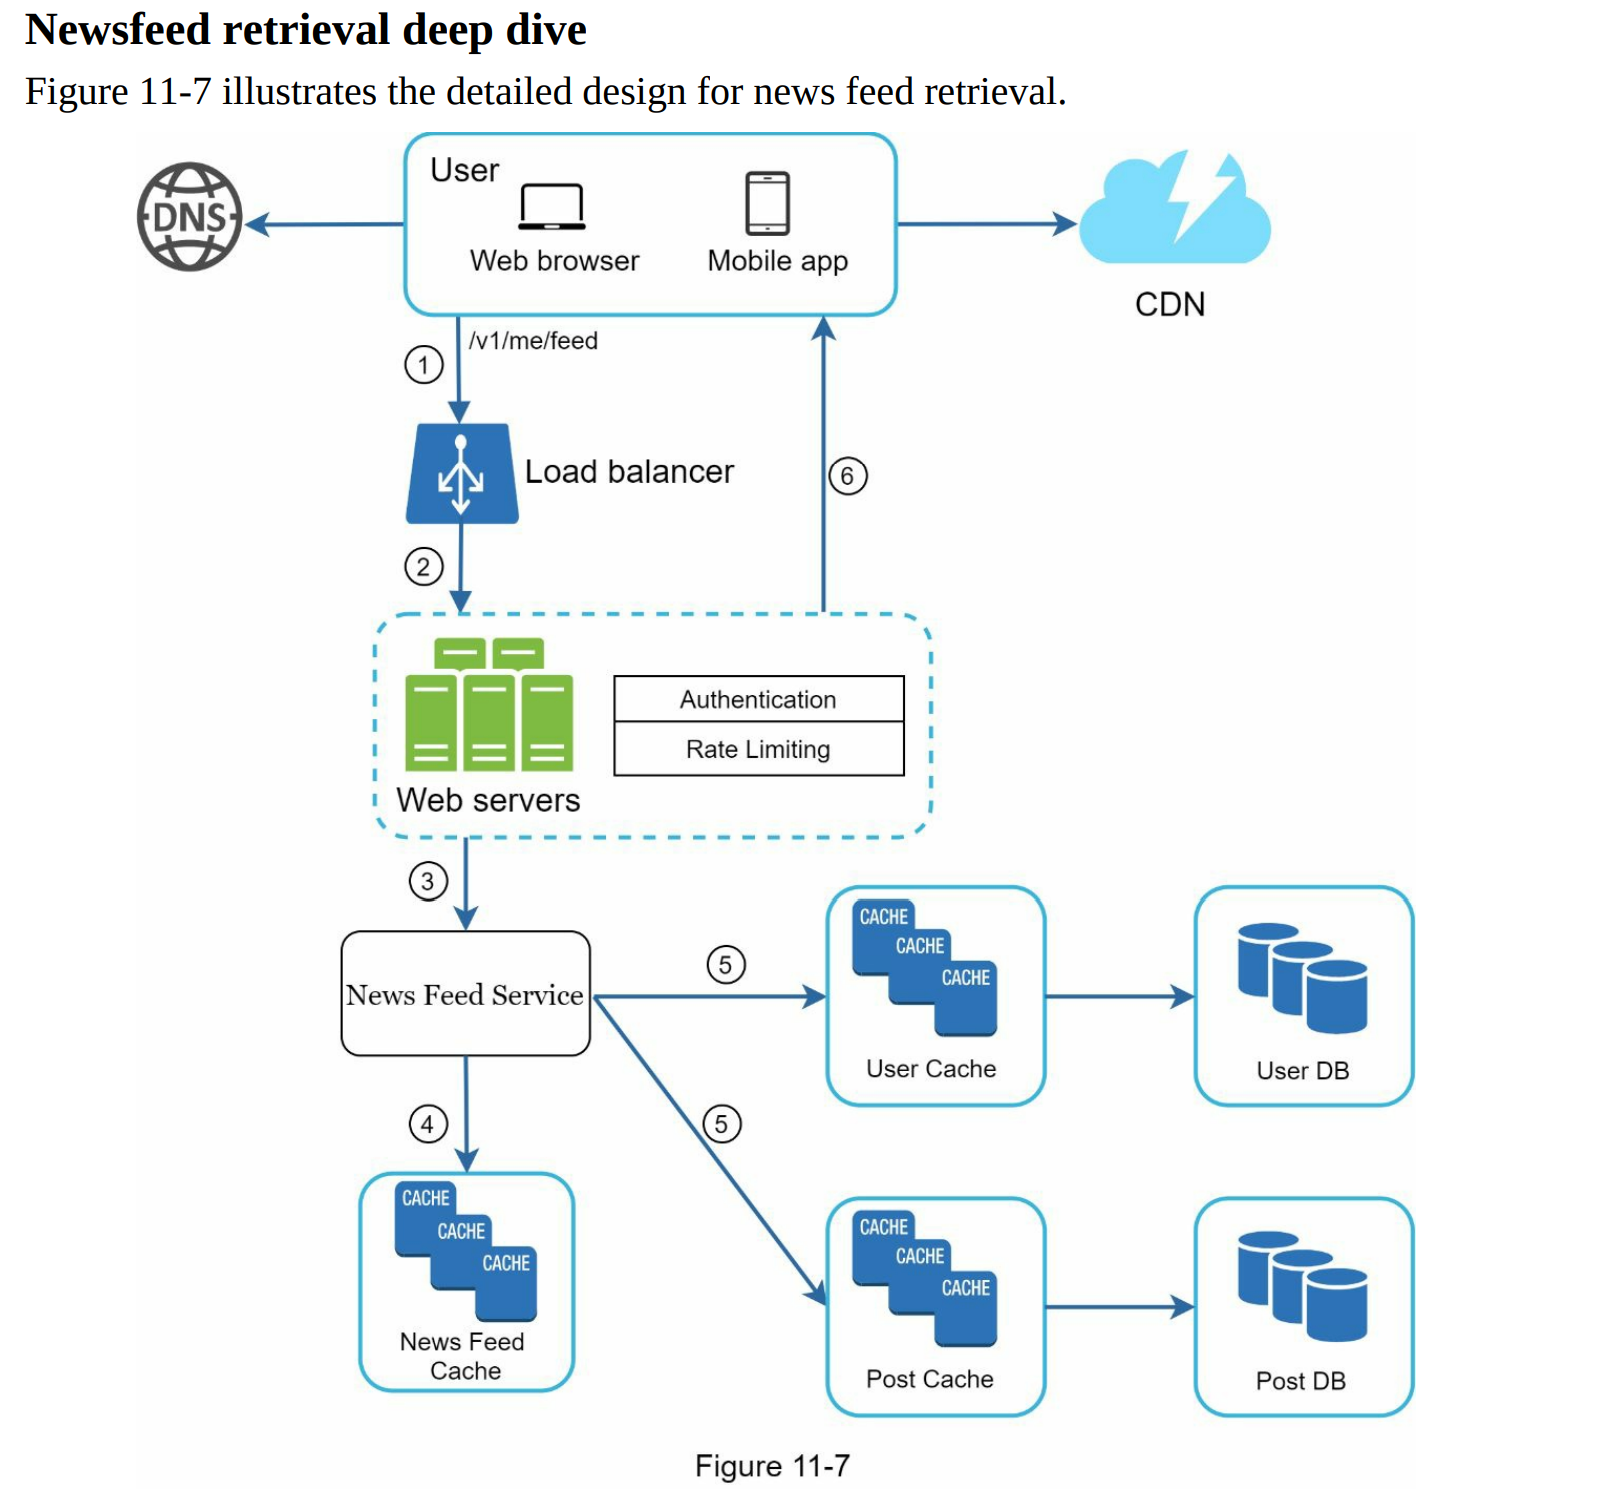 Newsfeed retrieval deep dive
Figure 11-7 illustrates the detailed design for news feed retrieval.
User
DNS
Web browser
Mobile app
CDN
/v1/me/feed
1
Load balancer
6
2
Authentication
Rate Limiting
Web servers
3
CACHE
CACHE
CACHE
User Cache
User DB
5
News Feed Service
4
5
CACHE
CACHE
CACHE
News Feed
Cache
CACHE
CACHE
CACHE
Post Cache
Post DB
Figure 11-7